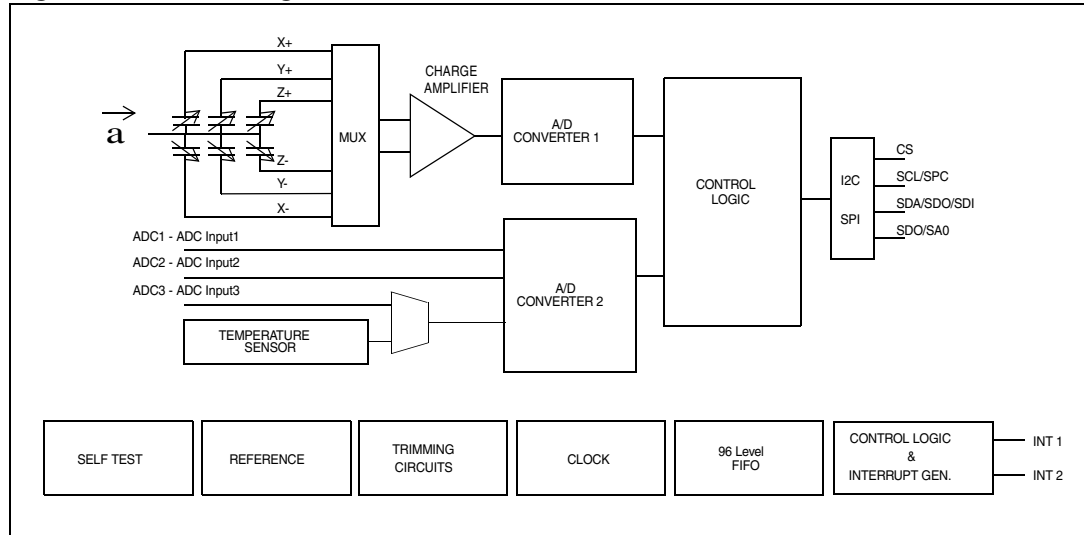 X+
Y+
Z+
CHARGE
AMPLIFIER
a
MUX
A/D
CONVERTER 1
CONTROL
LOGIC
I2C
SPI
CS
SCL/SPC
SDA/SDO/SDI
SDO/SA0
Z-
Y-
X-
ADC1 - ADC Input1
ADC2 - ADC Input2
ADC3 - ADC Input3
A/D
CONVERTER 2
TEMPERATURE
SENSOR
SELF TEST
REFERENCE
TRIMMING
CIRCUITS
CLOCK
96 Level
FIFO
CONTROL LOGIC
&
INTERRUPT GEN.
INT 1
INT 2